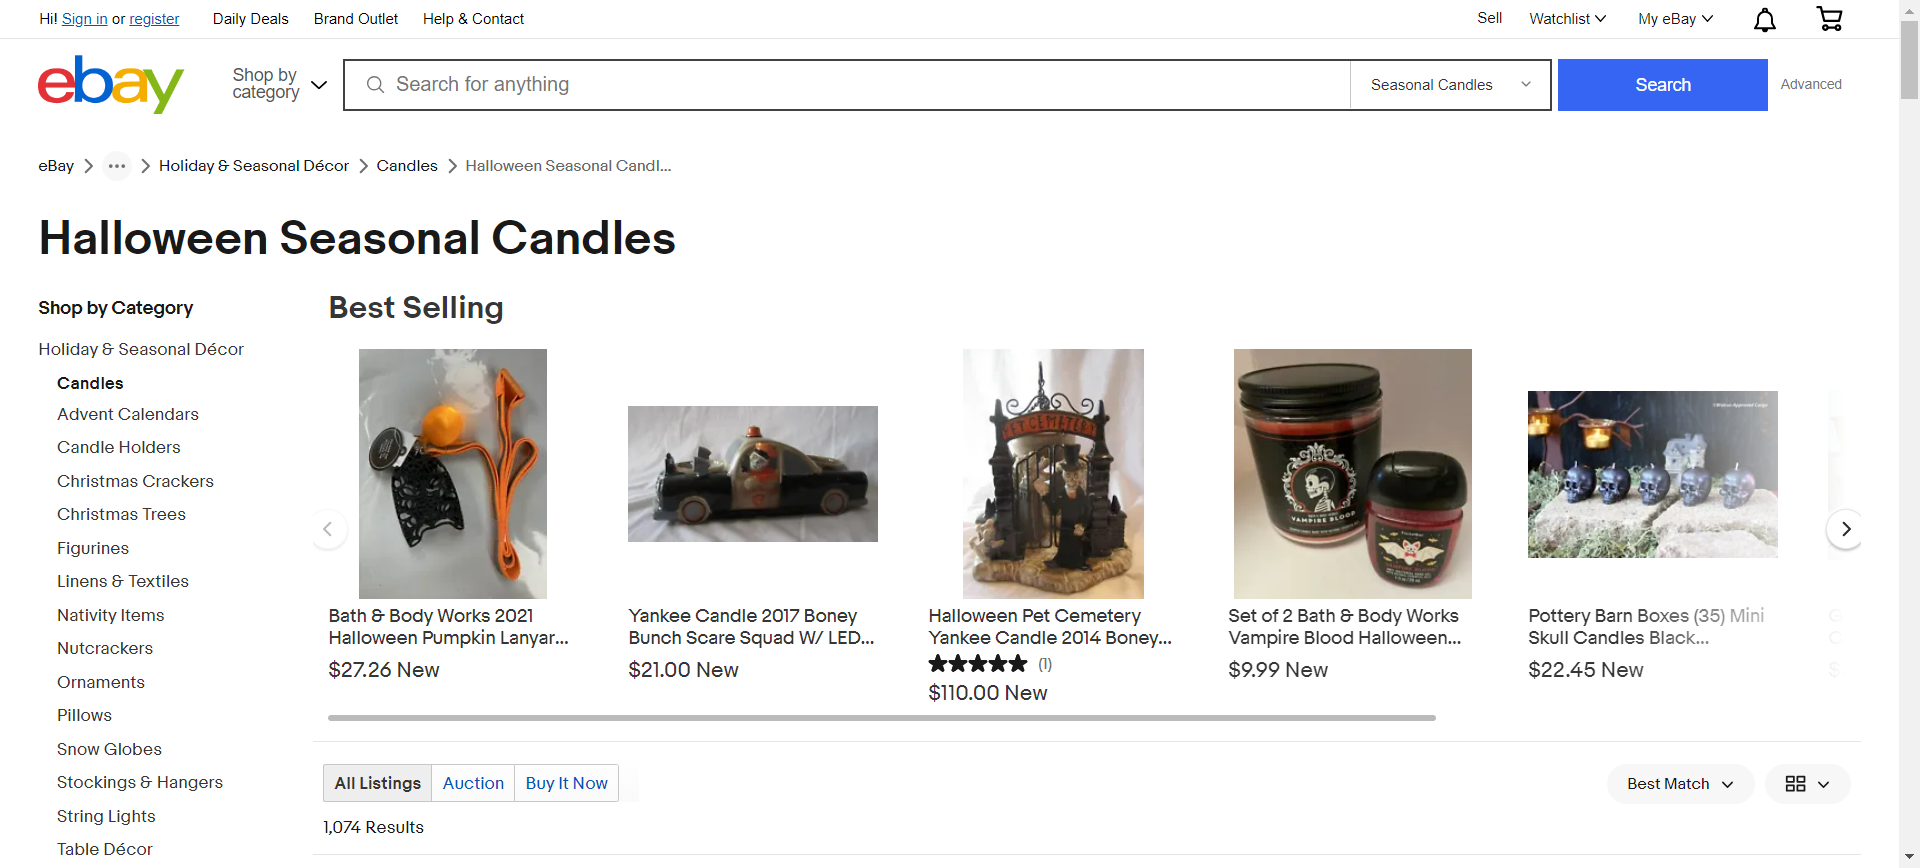 Hi! Sign in or register
Daily Deals
Brand Outlet
Help & Contact
Sell
Watchlist
My eBay
ebay
Shop by
category
Search for anything
Seasonal Candles
Search
Advanced
eBay
Holiday & Seasonal Décor
Candles
Halloween Seasonal Candl...
Halloween Seasonal Candles
Shop by Category
Holiday & Seasonal Décor
Candles
Advent Calendars
Candle Holders
Christmas Crackers
Christmas Trees
Figurines
Linens & Textiles
Nativity Items
Nutcrackers
Ornaments
Pillows
Snow Globes
Stockings & Hangers
String Lights
Table Décor
Best Selling
PET CEMETERY
VAMPIRE BLOOD
Bath & Body Works 2021
Halloween Pumpkin Lanyar...
$27.26 New
Yankee Candle 2017 Boney
Bunch Scare Squad W/ LED...
$21.00 New
Halloween Pet Cemetery
Yankee Candle 2014 Boney...
(1)
$110.00 New
Set of 2 Bath & Body Works
Vampire Blood Halloween...
$9.99 New
Pottery Barn Boxes (35) Mini
Skull Candles Black...
$22.45 New
All Listings
Auction
Buy It Now
Best Match
1,074 Results